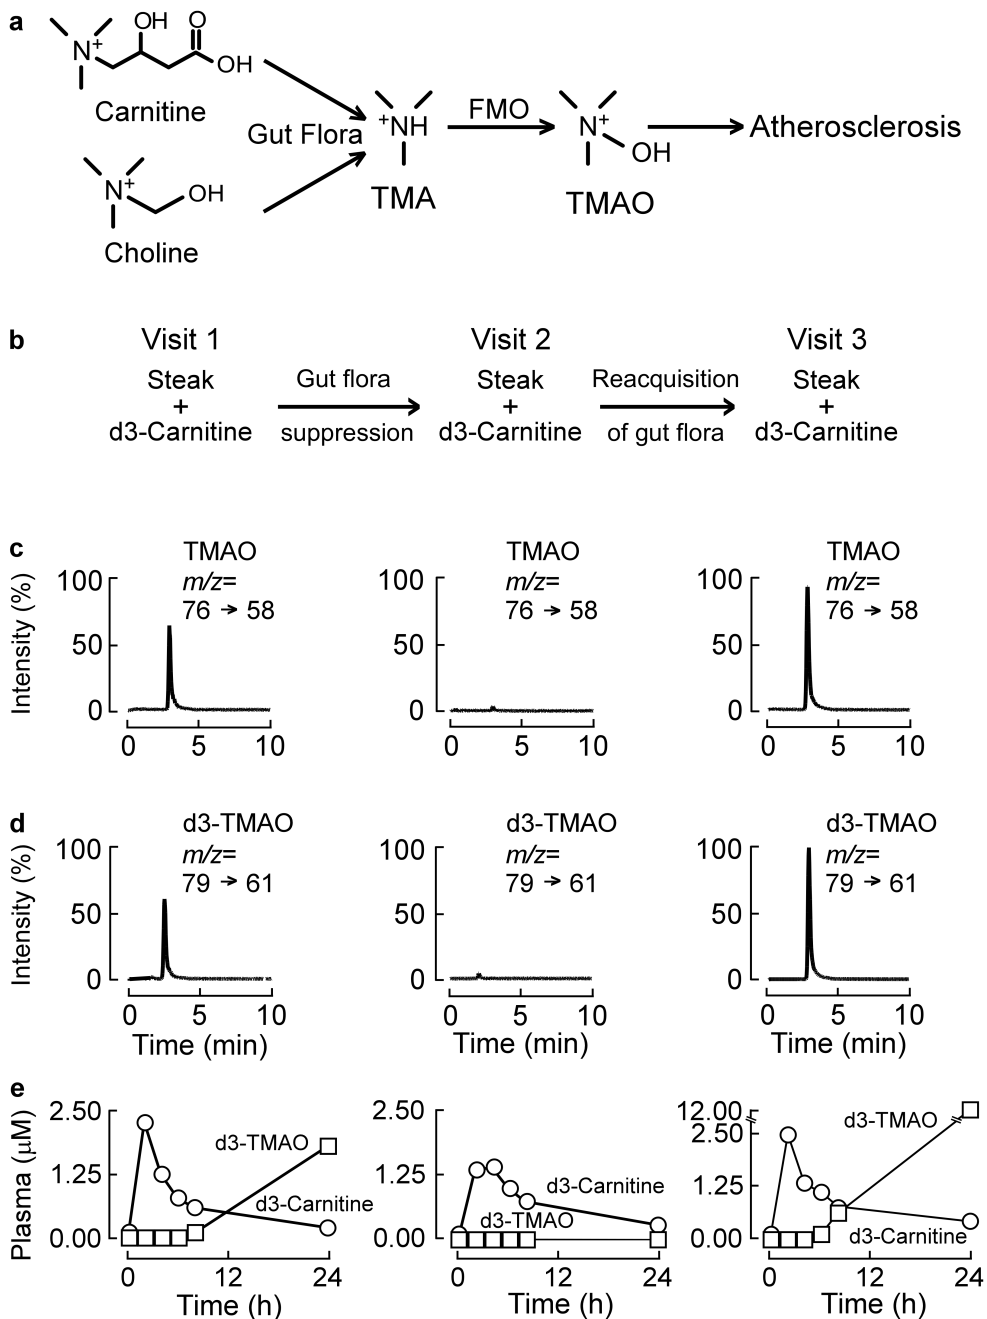 a
OH
O
N+
OH
Carnitine
Gut Flora
+NH
FMO
N+
OH
Atherosclerosis
TMA
TMAO
N+
OH
Choline
b
Visit 1
Visit 2
Visit 3
Steak
+
d3-Carnitine
Gut flora
suppression
Steak
+
d3-Carnitine
Reacquisition
of gut flora
Steak
+
d3-Carnitine
c
Intensity (%)
100
50
0
TMAO
m/z=
76 → 58
0 5 10
100
50
0
TMAO
m/z=
76 → 58
0 5 10
100
50
0
TMAO
m/z=
76 → 58
0 5 10
d
Intensity (%)
100
50
0
d3-TMAO
m/z=
79 → 61
0 5 10
Time (min)
100
50
0
d3-TMAO
m/z=
79 → 61
0 5 10
Time (min)
100
50
0
d3-TMAO
m/z=
79 → 61
0 5 10
Time (min)
e
Plasma (µM)
2.50
1.25
0.00
d3-TMAO
d3-Carnitine
0 12 24
Time (h)
2.50
1.25
0.00
d3-Carnitine
d3-TMAO
0 12 24
Time (h)
12.00
2.50
1.25
0.00
d3-TMAO
d3-Carnitine
0 12 24
Time (h)